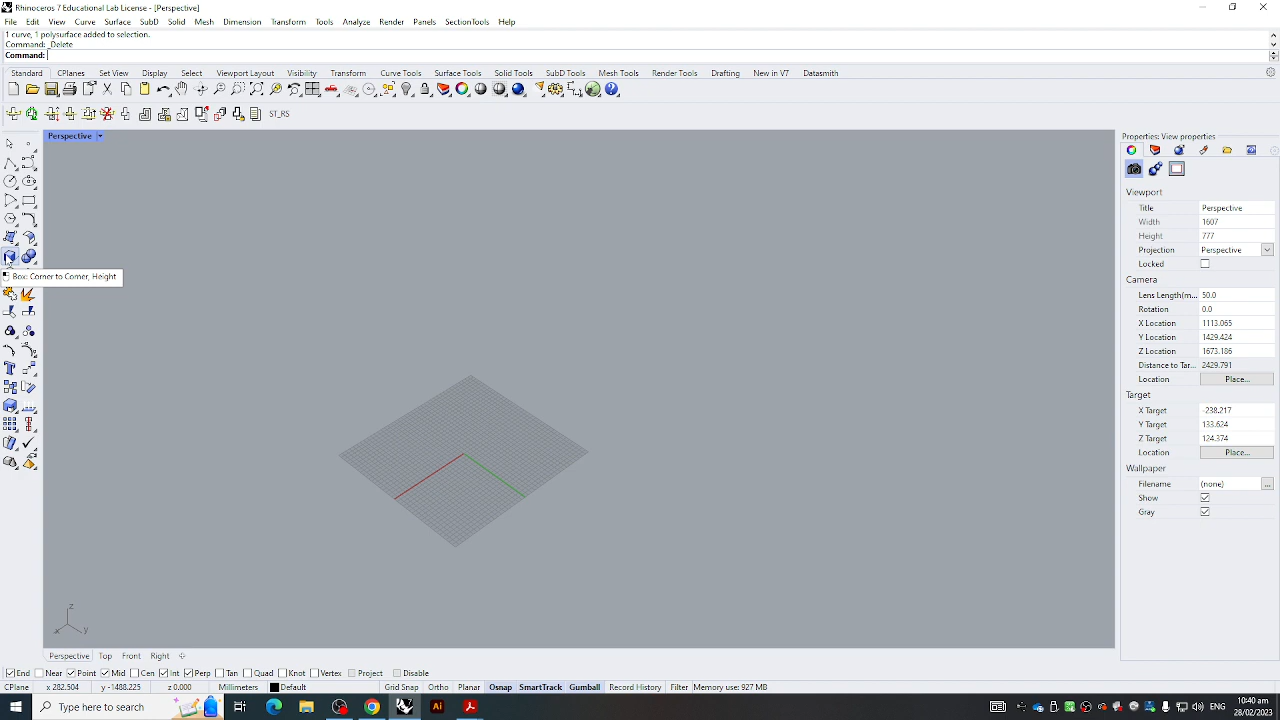 Rhinoceros 7 Educational Lab License - [Perspective]
File Edit View Curve Surface SubD Solid Mesh Dimension Transform Tools Analyze Render Panels SectionTools Help
1 curve, 1 polysurface added to selection.
Command: _Delete
Command:
Standard CPlanes Set View Display Select Viewport Layout Visibility Transform Curve Tools Surface Tools Solid Tools SubD Tools Mesh Tools Render Tools Drafting New in V7 Datasmith
ST_RS
Perspective
Properties: View properties
Viewport
Title Perspective
Width 1607
Height 777
Projection Perspective
Locked
Camera
Lens Length(m... 50.0
Rotation 0.0
X Location 1113.065
Y Location 1429.424
Z Location 1673.186
Distance to Tar... 2429.791
Location Place...
Target
X Target -238.217
Y Target 133.624
Z Target 124.374
Location Place...
Wallpaper
Filename (none) ...
Show
Gray
Box: Corner to Corner, Height
z
x y
Perspective Top Front Right
End Near Point Mid Cen Int Perp Tan Quad Knot Vertex Project Disable
CPlane x 282.504 y -1488.225 z 0.000 Millimeters Default Grid Snap Ortho Planar Osnap SmartTrack Gumball Record History Filter Memory use: 927 MB
Type here to search
Ai
ENG
10:40 am
28/02/2023